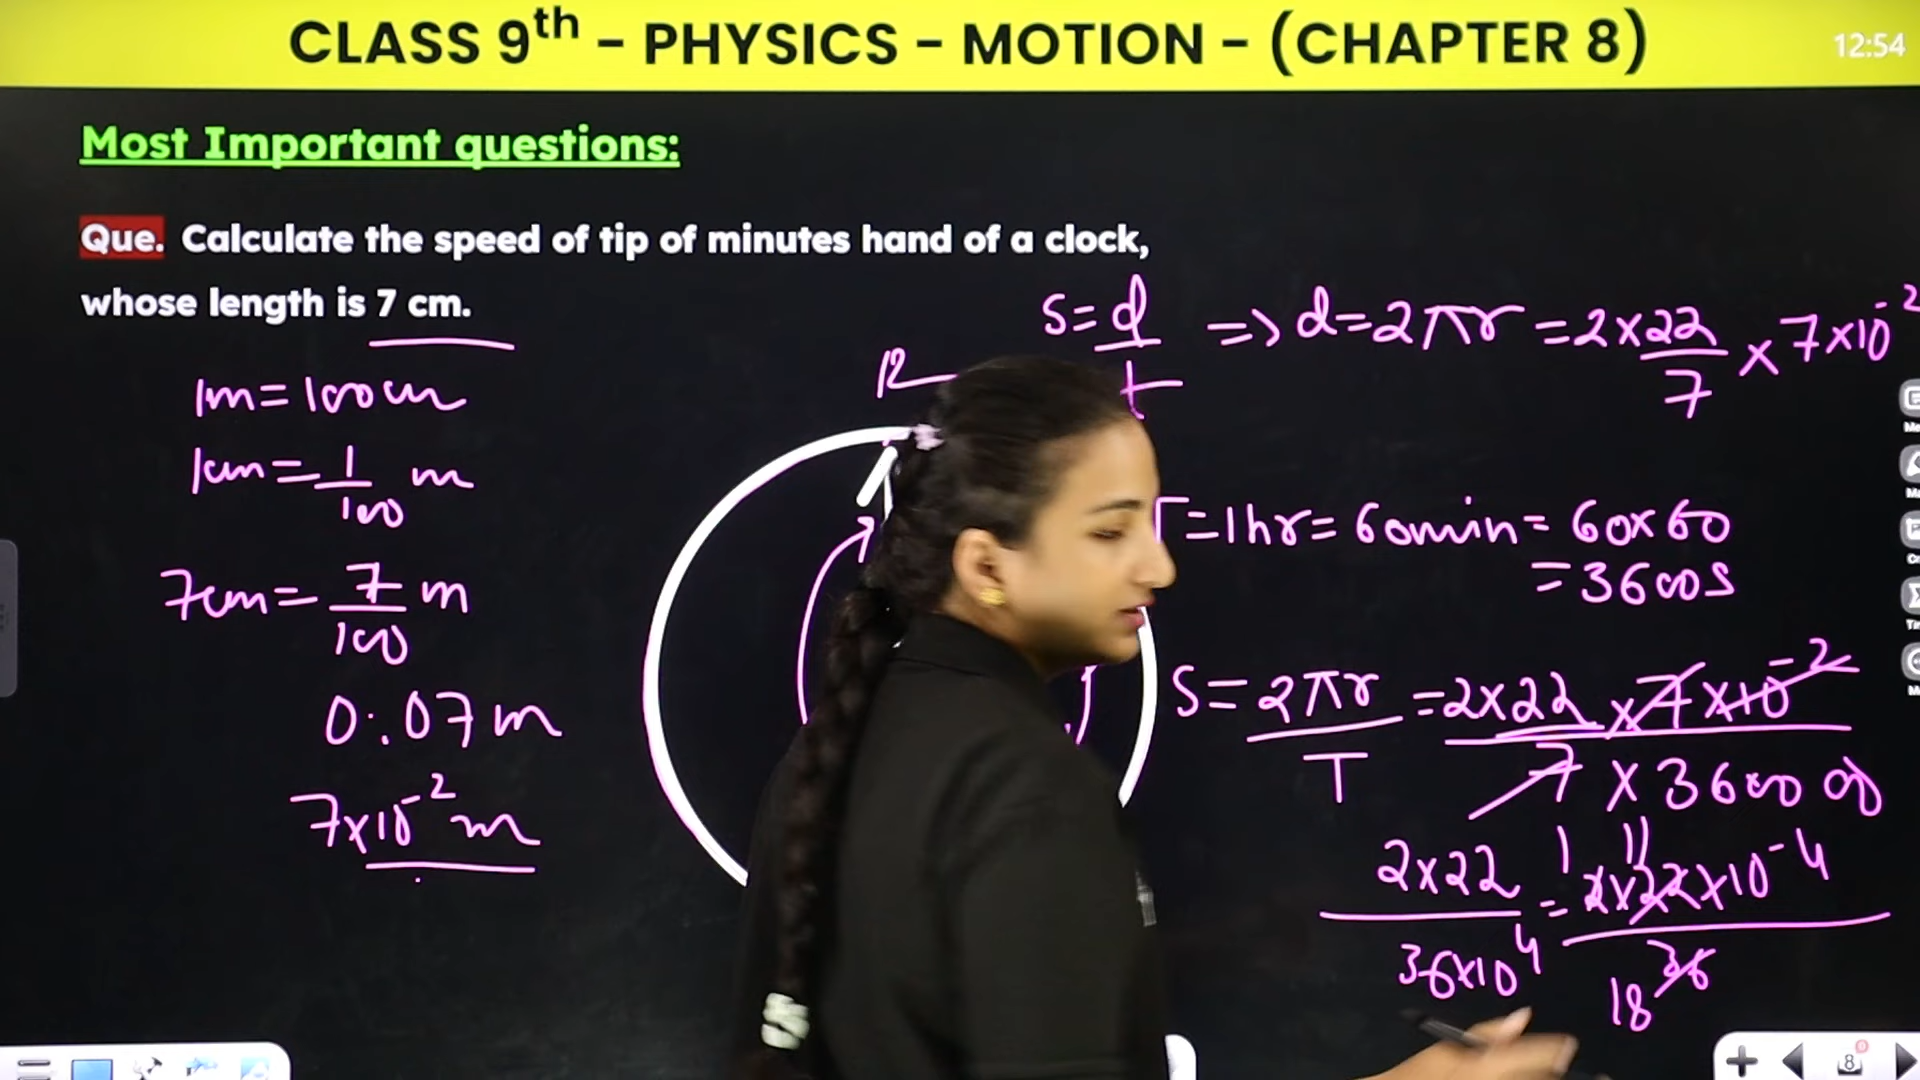 CLASS 9th - PHYSICS - MOTION - (CHAPTER 8)
12:54
Most Important questions:
Que. Calculate the speed of tip of minutes hand of a clock,
whose length is 7 cm.
1m = 100cm
1cm = 1/100 m
7cm = 7/100 m
0.07m
7×10⁻² m
12
S = d/t => d = 2πr = 2×22/7 × 7×10⁻²
T = 1hr = 60min = 60×60
= 3600S
S = 2πr/T = 2×22×7×10⁻²/7×3600
2×22/36×10⁴ = 2×22×10⁻⁴/36
1 11
18
8